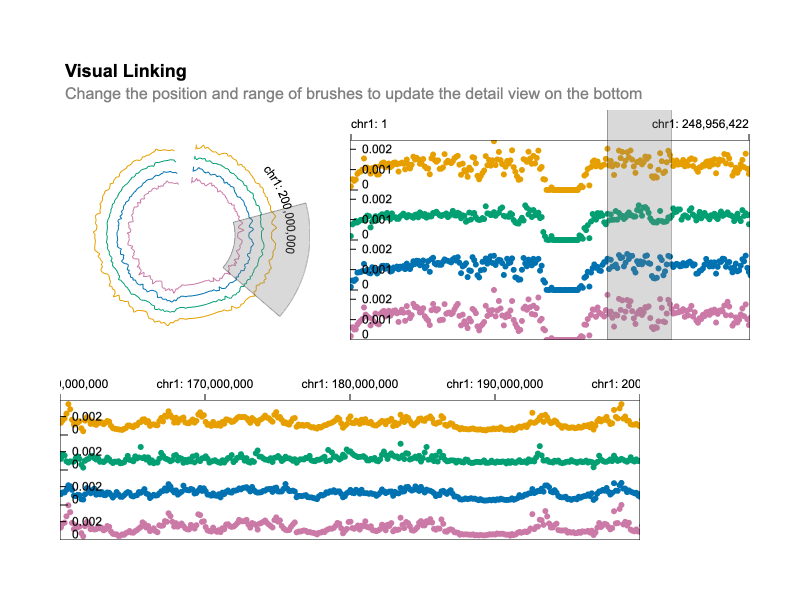 Visual Linking
Change the position and range of brushes to update the detail view on the bottom
chr1: 200,000,000
chr1: 1
chr1: 248,956,422
0.002
0.001
0
0.002
0.001
0
0.002
0.001
0
0.002
0.001
0
0,000,000
chr1: 170,000,000
chr1: 180,000,000
chr1: 190,000,000
chr1: 200
0.002
0
0.002
0
0.002
0
0.002
0